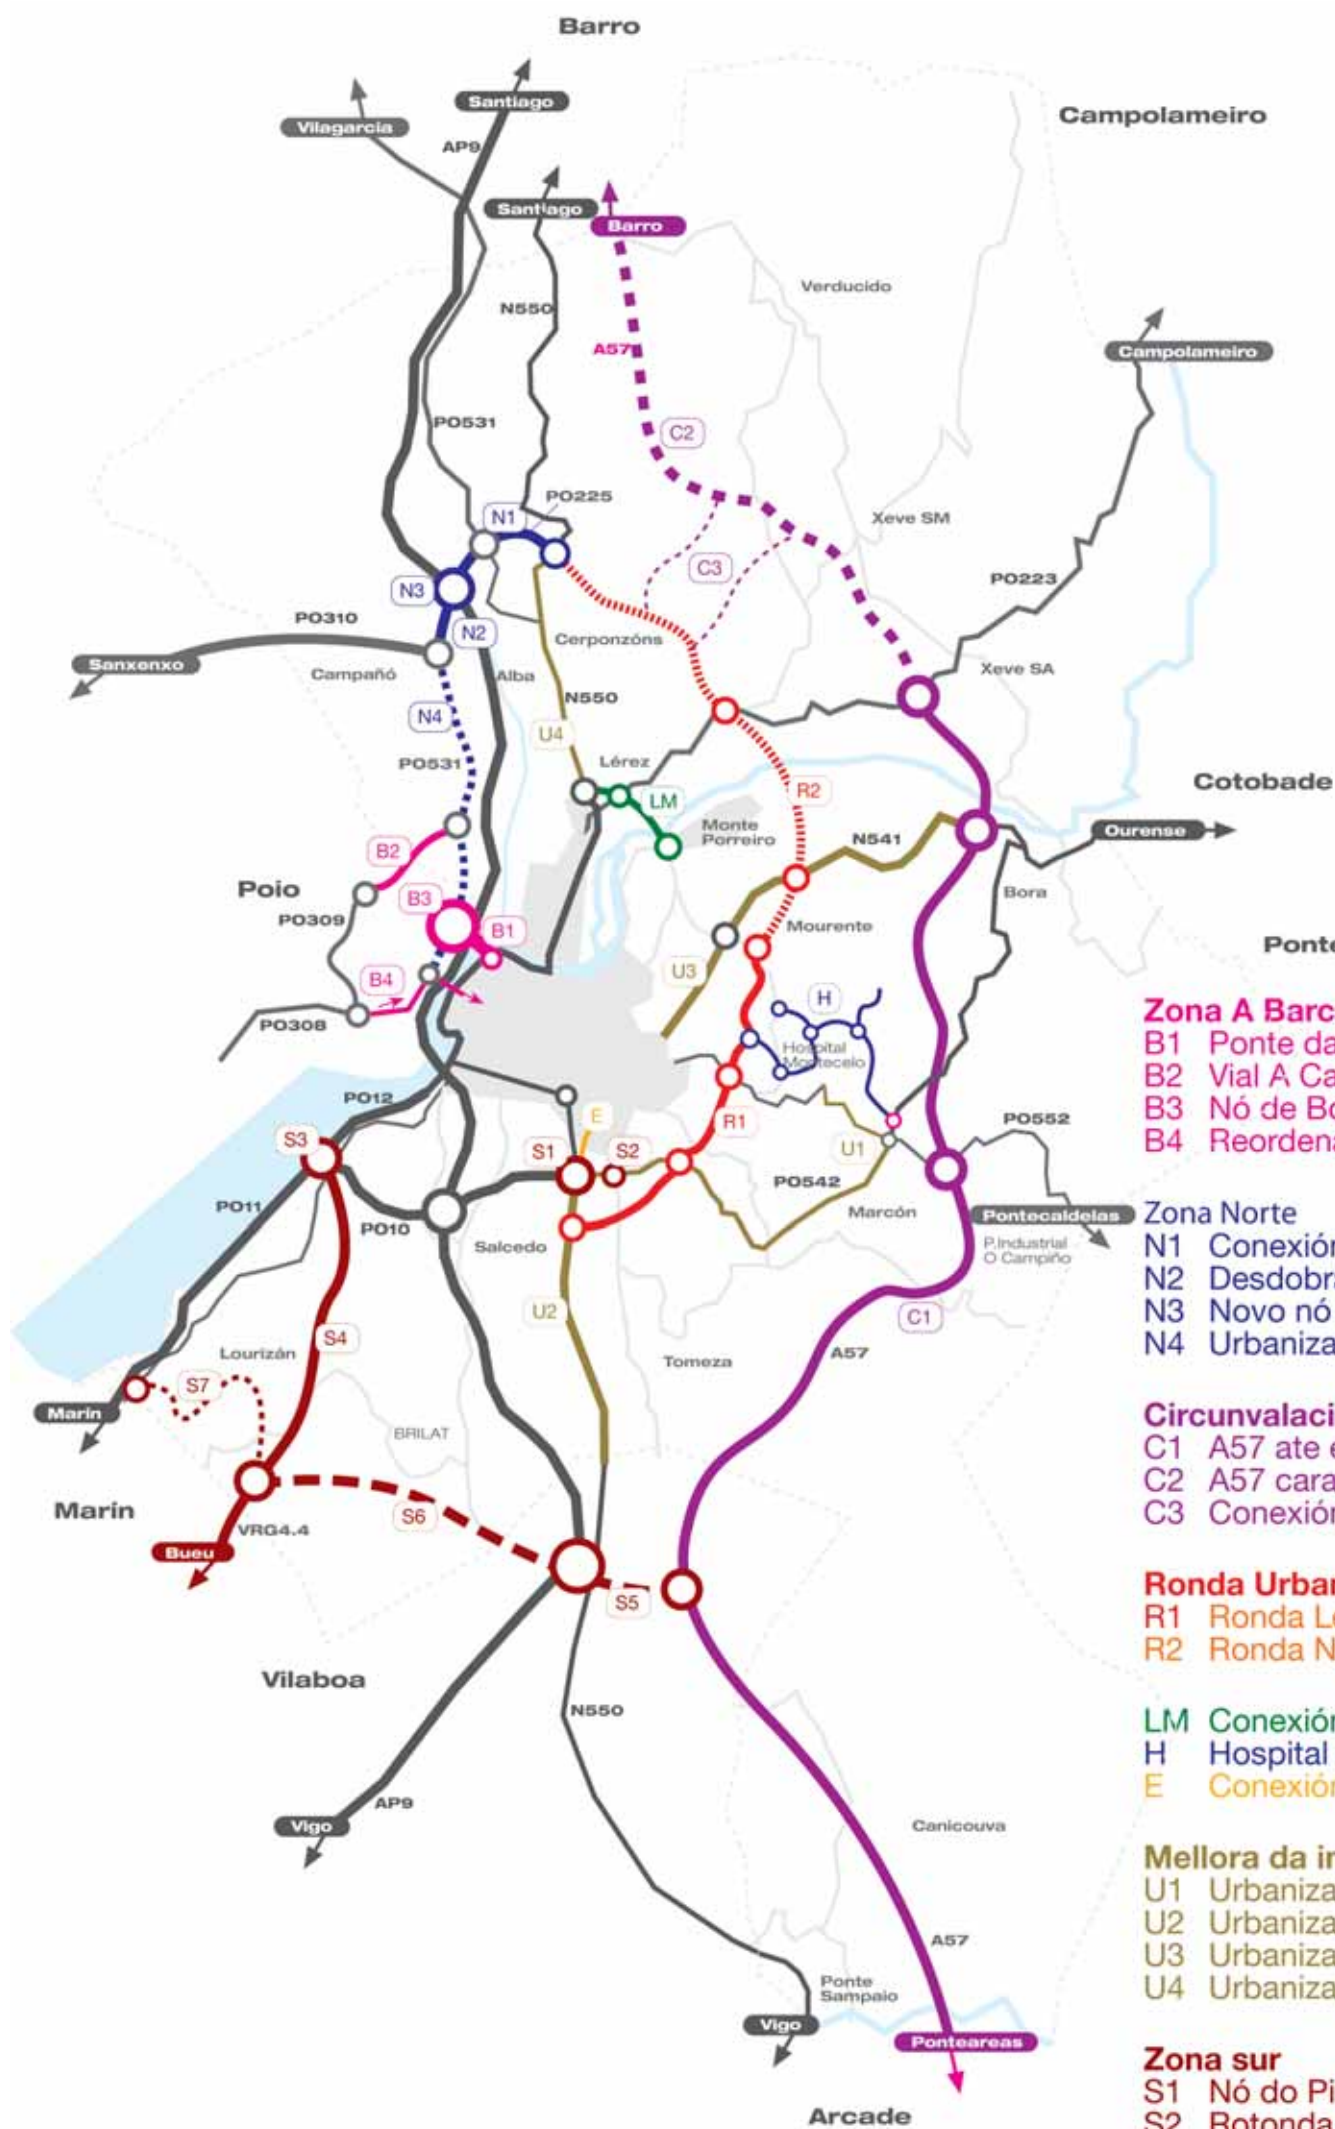 Barro
Santiago
Vilagarcia
AP9
Campolameiro
Santiago
Barro
Verducido
N550
A57
Campolameiro
PO531
C2
PO225
N1
Xeve SM
C3
PO223
N3
PO310
N2
Cerponzóns
Sanxenxo
Campañó
Alba
Xeve SA
N550
N4
U4
PO531
Lérez
R2
LM
Cotobade
Monte
Porreiro
N541
Ourense
B2
Poio
B3
Bora
PO309
B1
Mourente
Ponte
U3
B4
H
PO308
Hospital
Montecelo
PO12
E
R1
PO552
S3
S1
S2
U1
PO542
PO11
PO10
Marcón
Pontecaldelas
Salcedo
P.Industrial
O Campiño
U2
C1
S4
Lourizán
Tomeza
A57
S7
Marín
BRILAT
Marín
S6
VRG4.4
Bueu
S5
Vilaboa
N550
AP9
Vigo
Canicouva
A57
Ponte
Sampaio
Vigo
Ponteareas
Arcade
Zona A Barc
B1 Ponte da
B2 Vial A Ca
B3 Nó de Bo
B4 Reordena
Zona Norte
N1 Conexión
N2 Desdobra
N3 Novo nó
N4 Urbaniza
Circunvalaci
C1 A57 ate e
C2 A57 cara
C3 Conexión
Ronda Urban
R1 Ronda Le
R2 Ronda N
LM Conexión
H Hospital
E Conexión
Mellora da in
U1 Urbaniza
U2 Urbaniza
U3 Urbaniza
U4 Urbaniza
Zona sur
S1 Nó do Pi
S2 Rotonda